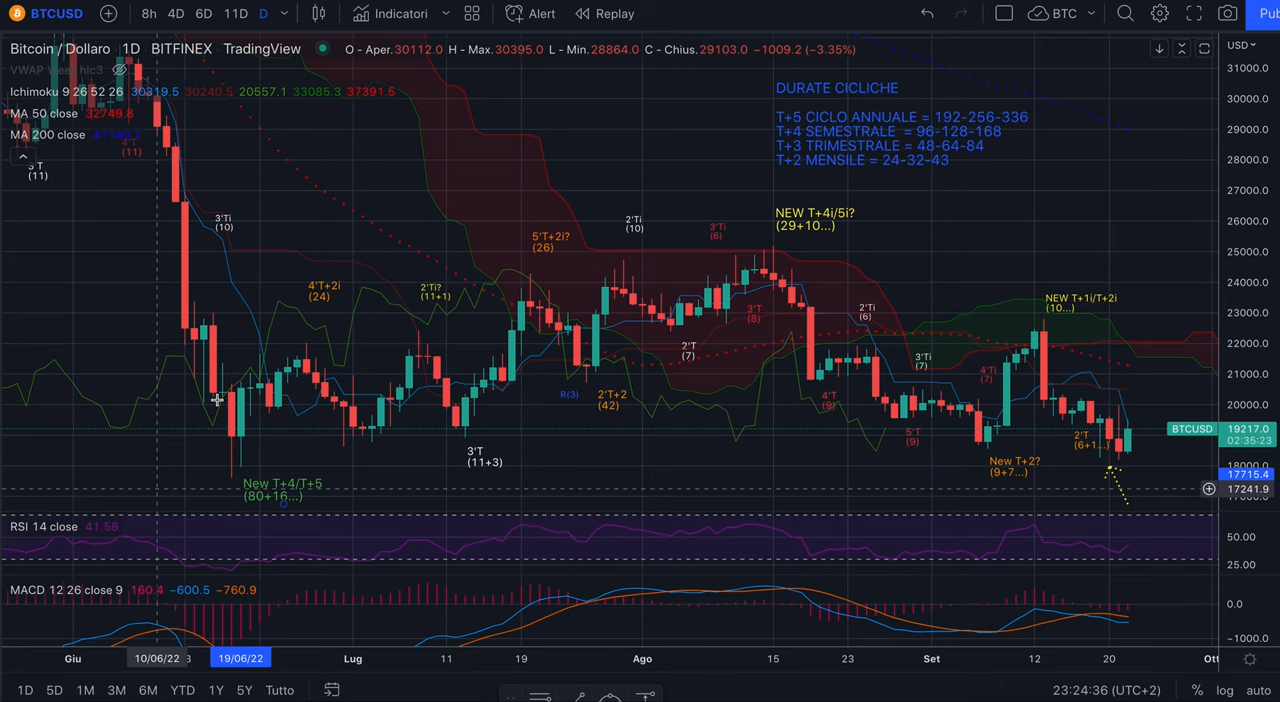 BTCUSD 8h 4D 6D 11D D Indicatori Alert Replay BTC Pub
Bitcoin / Dollaro 1D BITFINEX TradingView O - Aper.30112.0 H - Max.30395.0 L - Min.28864.0 C - Chius.29103.0 −1009.2 (−3.35%)
USD
VWAP Week hlc3
Ichimoku 9 26 52 26 30319.5 30240.5 20557.1 33085.3 37391.5
MA 50 close 32749.8
MA 200 close
4'T
(11)
3'T
(11)
DURATE CICLICHE
T+5 CICLO ANNUALE = 192-256-336
T+4 SEMESTRALE = 96-128-168
T+3 TRIMESTRALE = 48-64-84
T+2 MENSILE = 24-32-43
3'Ti
(10)
4'T+2i
(24)
2'Ti?
(11+1)
5'T+2i?
(26)
2'Ti
(10)
3'Ti
(6)
NEW T+4i/5i?
(29+10...)
2'Ti
(6)
3'Ti
(7)
NEW T+1i/T+2i
(10...)
3'T
(8)
2'T
(7)
R(3)
2'T+2
(42)
4'T
(9)
4'Ti
(7)
5'T
(9)
2'T
(6+1...)
3'T
(11+3)
New T+2?
(9+7...)
New T+4/T+5
(80+16...)
31000.0
30000.0
29000.0
28000.0
27000.0
26000.0
25000.0
24000.0
23000.0
22000.0
21000.0
20000.0
BTCUSD 19217.0
02:35:23
18000.0
17715.4
17241.9
17000.0
RSI 14 close 41.58
50.00
25.00
MACD 12 26 close 9 160.4 −600.5 −760.9
0.0
−1000.0
Giu 10/06/22 19/06/22 Lug 11 19 Ago 15 23 Set 12 20 Ott
1D 5D 1M 3M 6M YTD 1Y 5Y Tutto 23:24:36 (UTC+2) % log auto